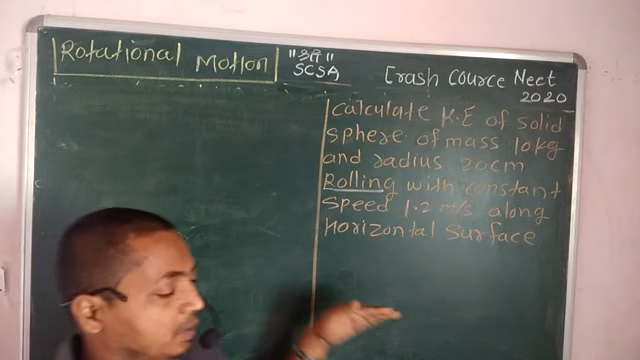 Rotational Motion
"श्री"
SCSA
Crash Cource Neet
2020
Calculate K.E of solid
sphere of mass 10kg
and radius 20cm
Rolling with constant
speed 1.2 m/s along
Horizontal surface